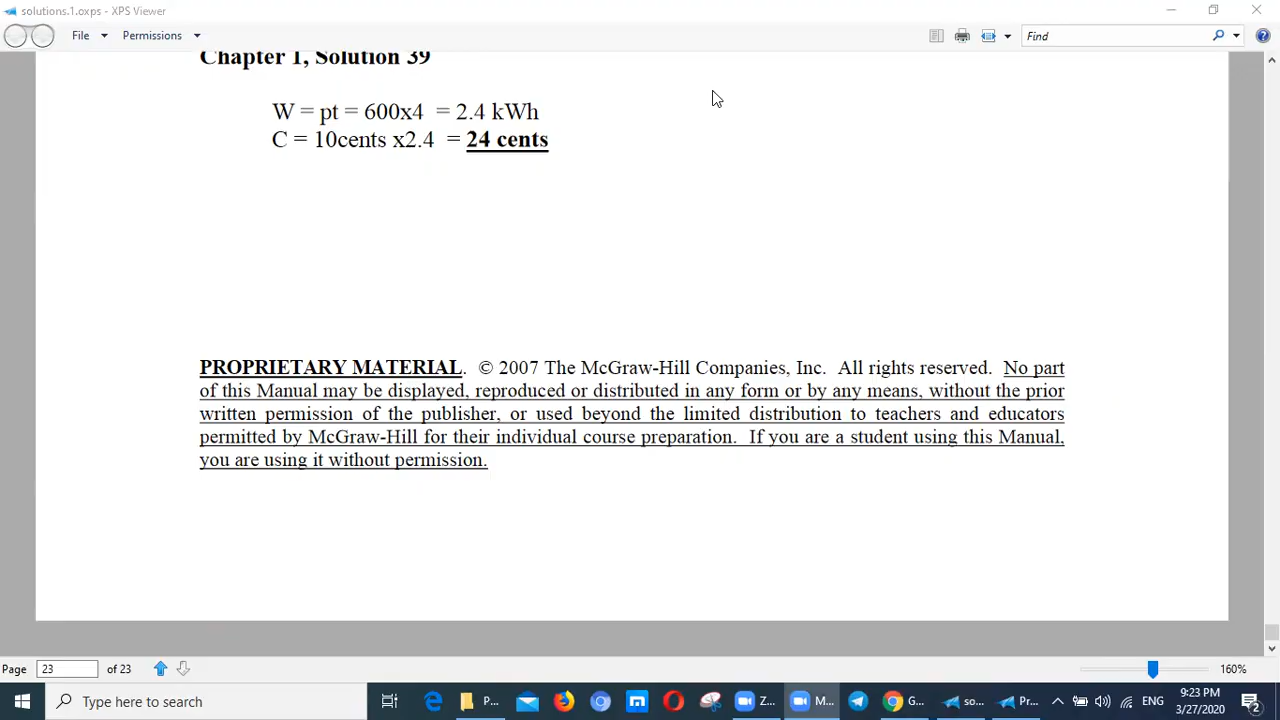 solutions.1.oxps - XPS Viewer
File Permissions Find
Chapter 1, Solution 39
W = pt = 600x4 = 2.4 kWh
C = 10cents x2.4 = 24 cents
PROPRIETARY MATERIAL. © 2007 The McGraw-Hill Companies, Inc. All rights reserved. No part
of this Manual may be displayed, reproduced or distributed in any form or by any means, without the prior
written permission of the publisher, or used beyond the limited distribution to teachers and educators
permitted by McGraw-Hill for their individual course preparation. If you are a student using this Manual,
you are using it without permission.
Page 23 of 23 160%
Type here to search P... Z... M... G... so... Pr... ENG 9:23 PM
3/27/2020 2